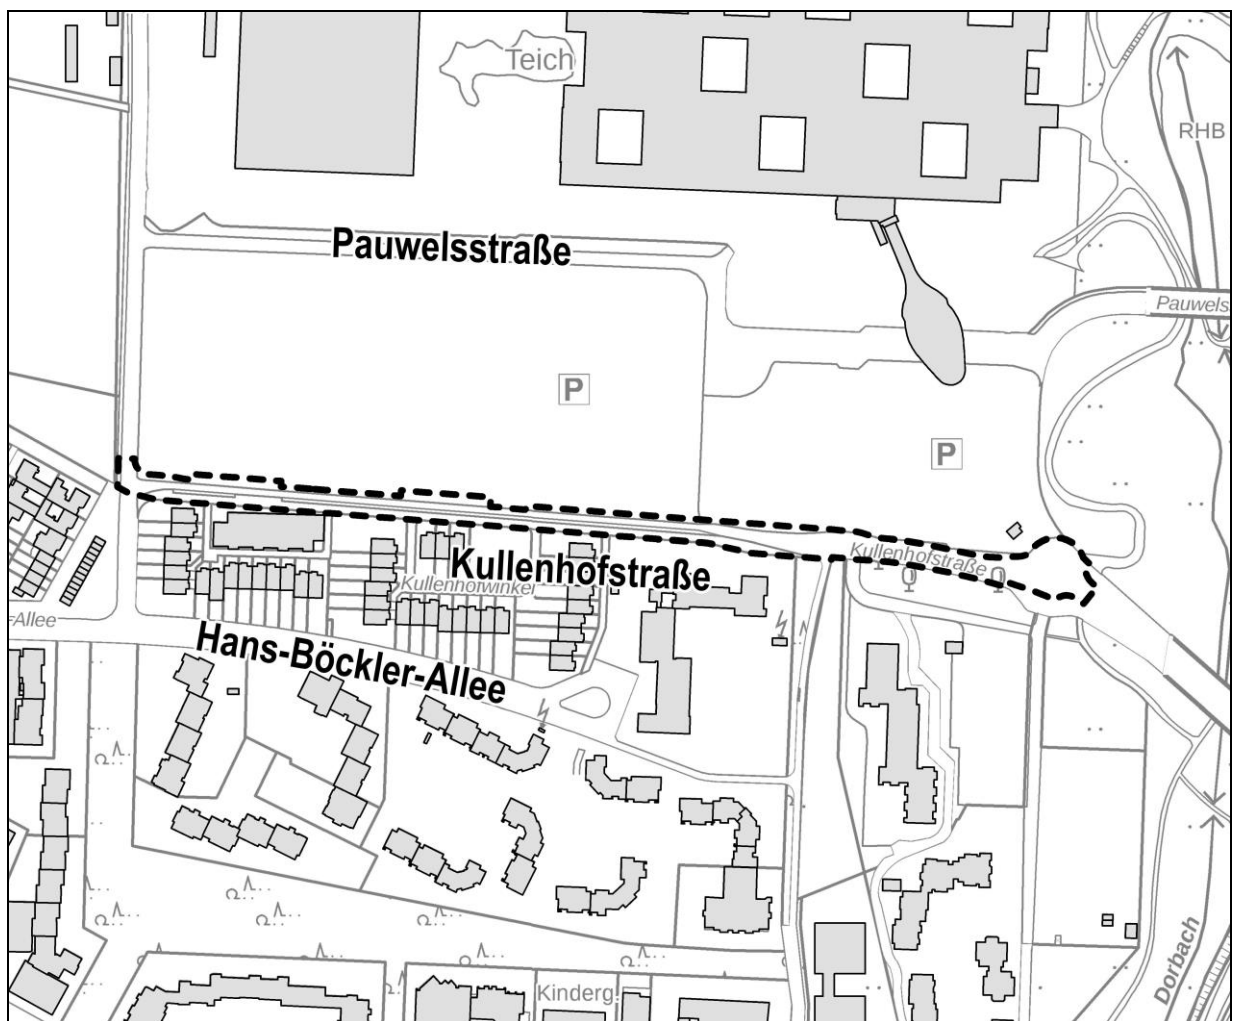 Teich
RHB
Pauwelsstraße
Pauwels
P
P
Kullenhofstraße
Kullenhofstraße
Kullenhofwinkel
-Allee
Hans-Böckler-Allee
Dorbach
Kinderg.